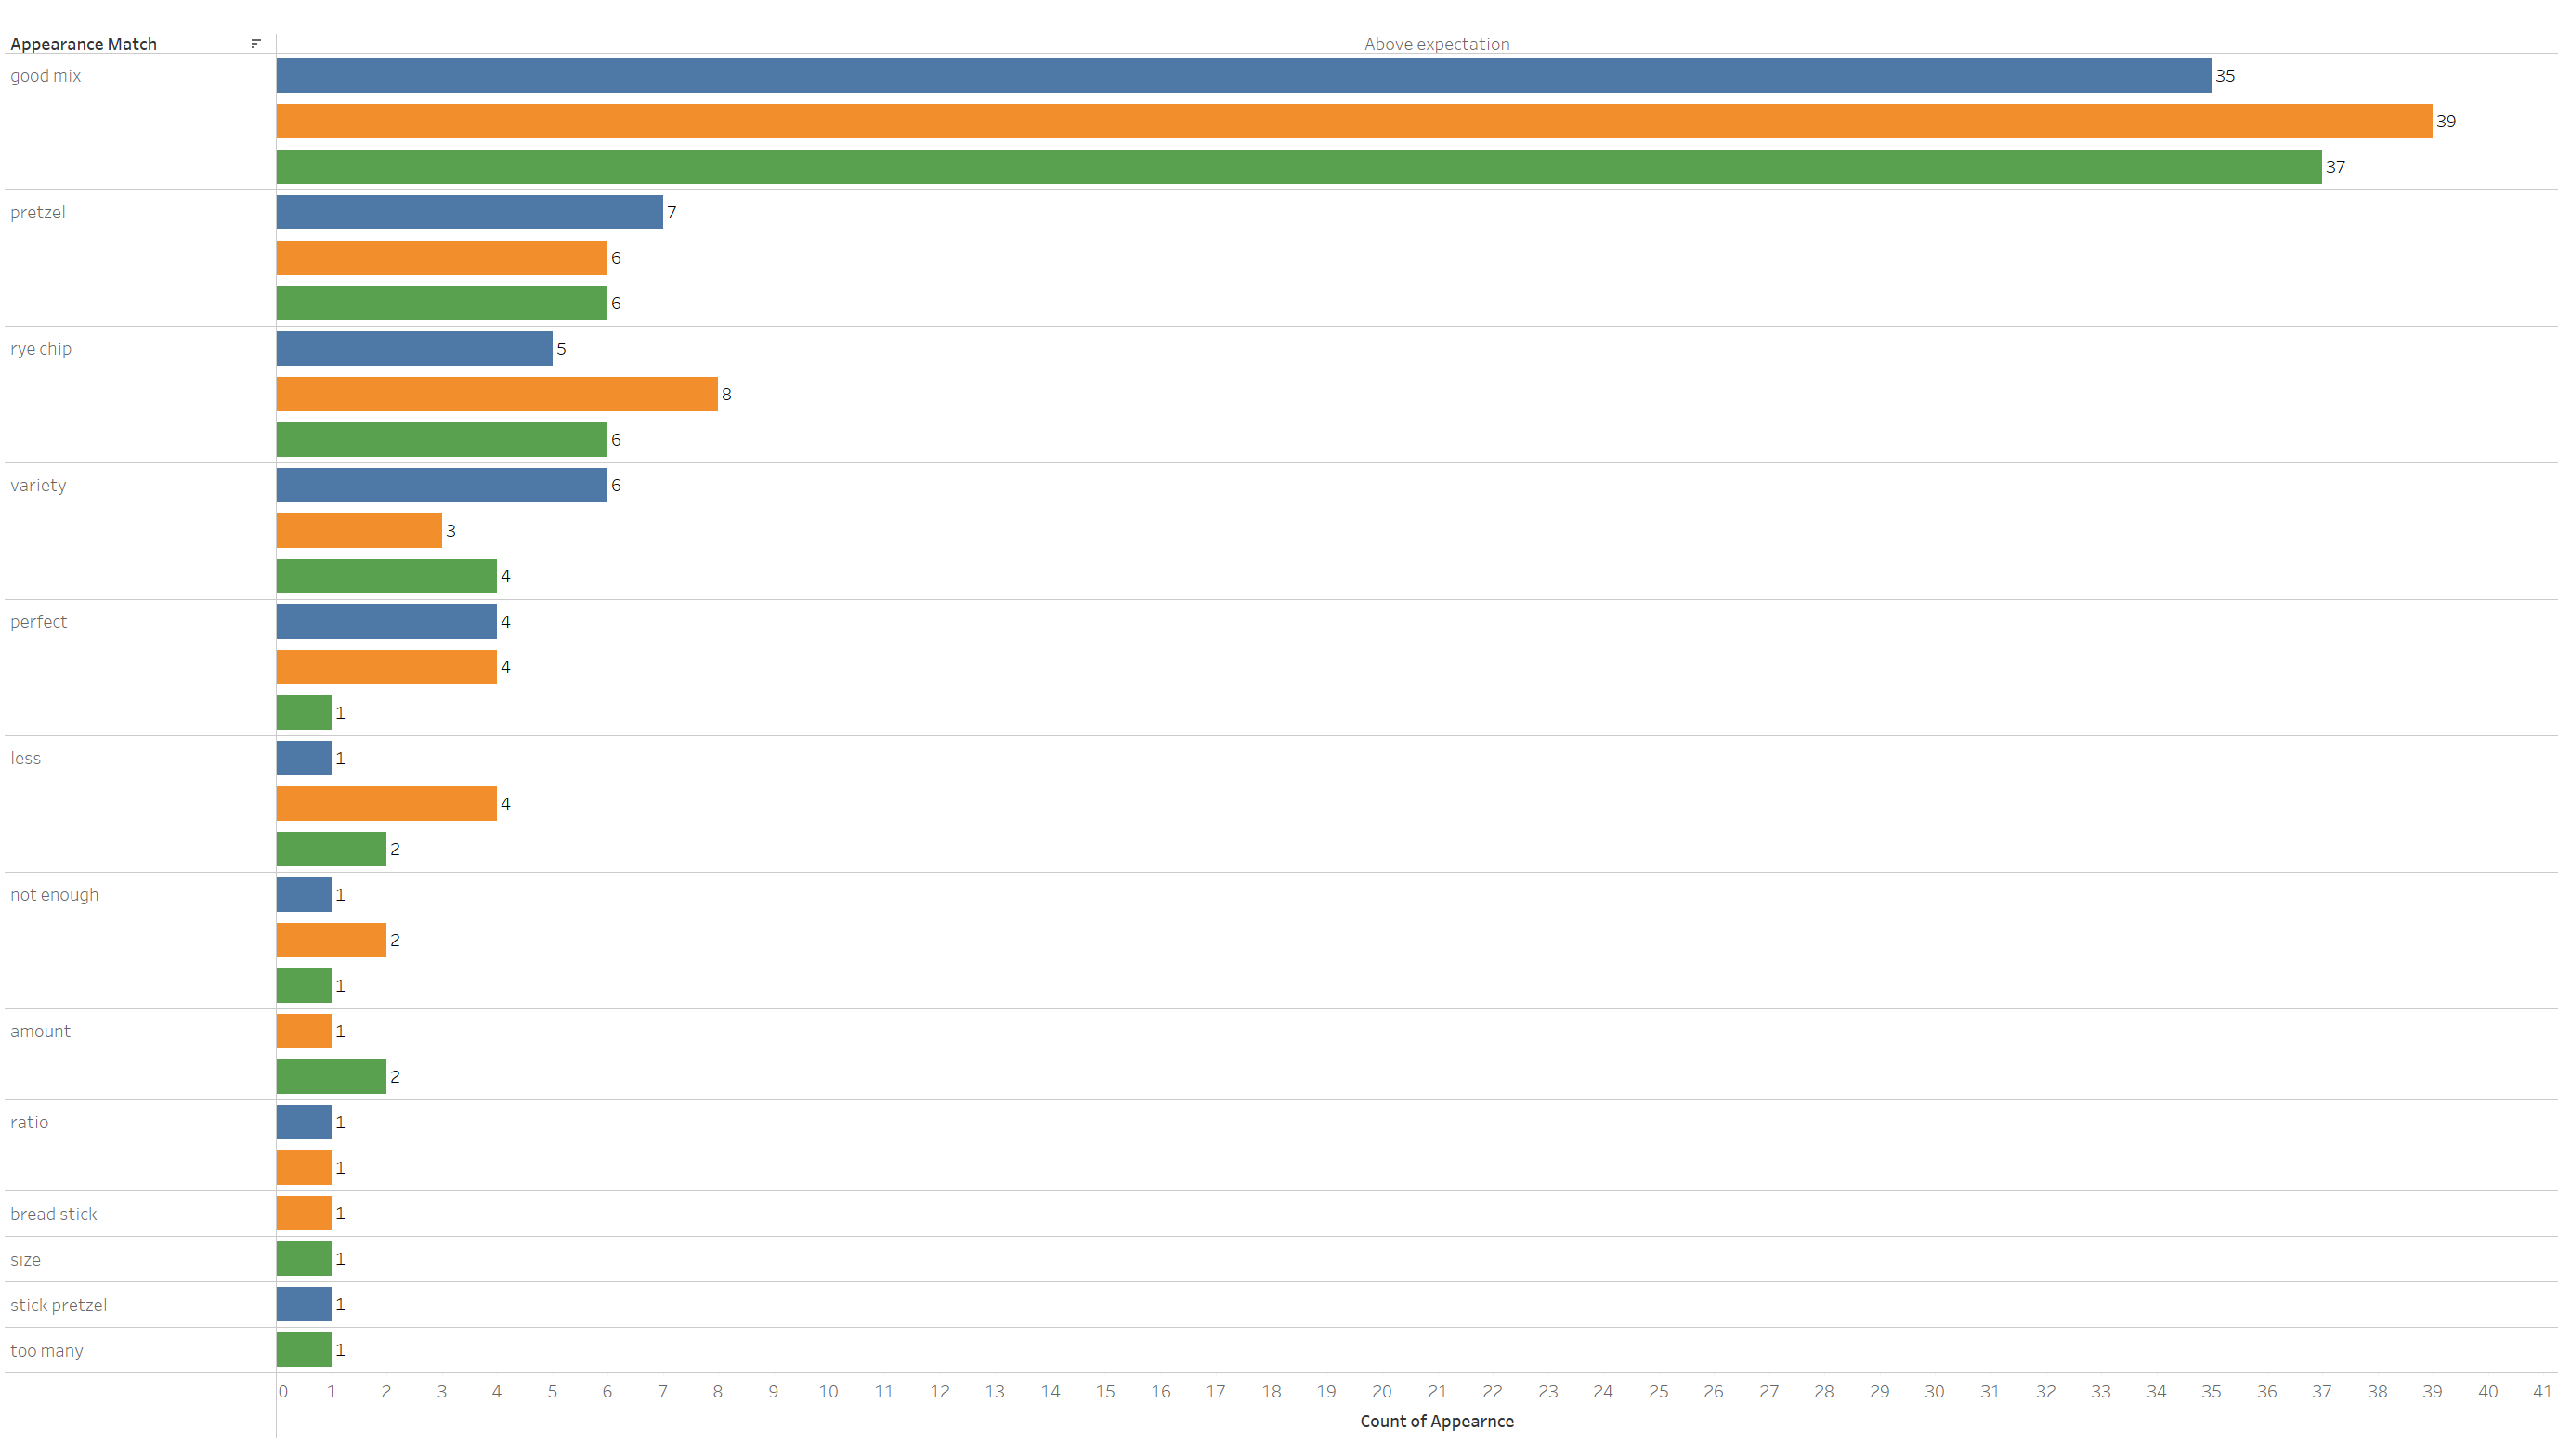 Appearance Match Above expectation
good mix 35
39
37
pretzel 7
6
6
rye chip 5
8
6
variety 6
3
4
perfect 4
4
1
less 1
4
2
not enough 1
2
1
amount 1
2
ratio 1
1
bread stick 1
size 1
stick pretzel 1
too many 1
0 1 2 3 4 5 6 7 8 9 10 11 12 13 14 15 16 17 18 19 20 21 22 23 24 25 26 27 28 29 30 31 32 33 34 35 36 37 38 39 40 41
Count of Appearnce